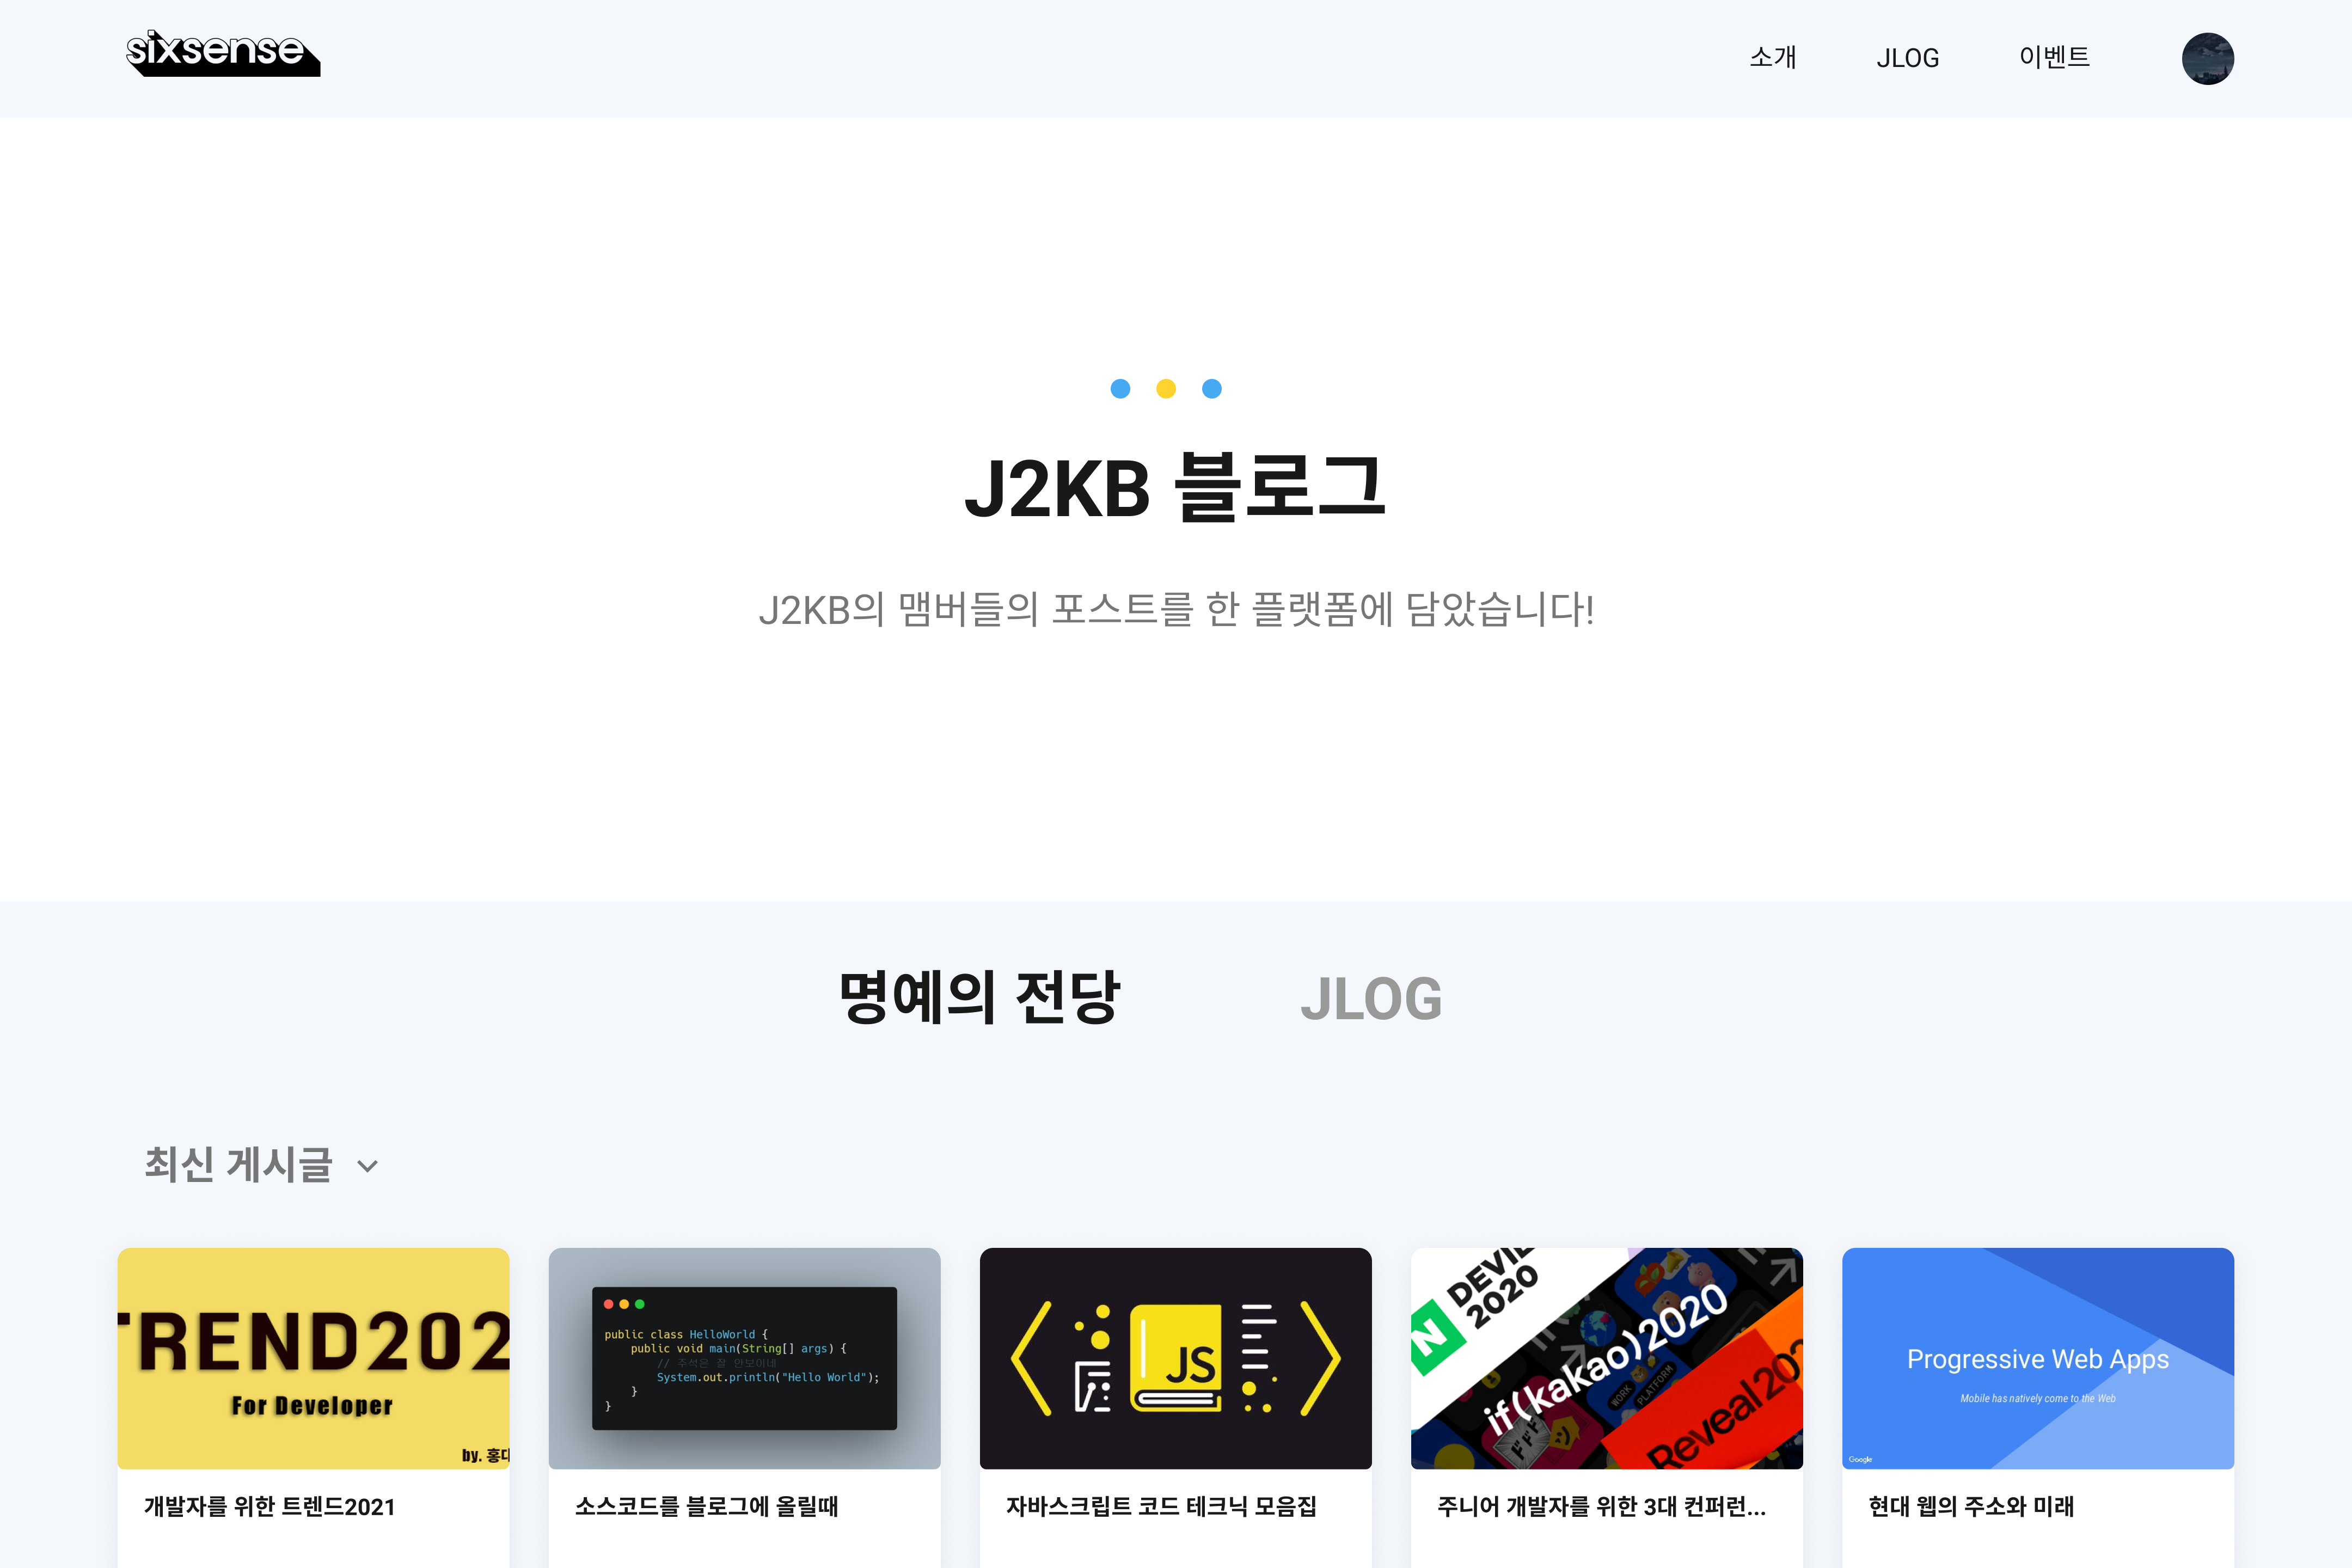 sixsense
소개
JLOG
이벤트
J2KB 블로그
J2KB의 맴버들의 포스트를 한 플랫폼에 담았습니다!
명예의 전당
JLOG
최신 게시글
TREND202
For Developer
by. 홍대
public class HelloWorld {
public void main(String[] args) {
// 주석은 잘 안보이네
System.out.println("Hello World");
}
}
JS
N
DEVIE
2020
if(kakao)2020
WORK
PLATFORM
Reveal202
Progressive Web Apps
Mobile has natively come to the Web
Google
개발자를 위한 트렌드2021
소스코드를 블로그에 올릴때
자바스크립트 코드 테크닉 모음집
주니어 개발자를 위한 3대 컨퍼런...
현대 웹의 주소와 미래